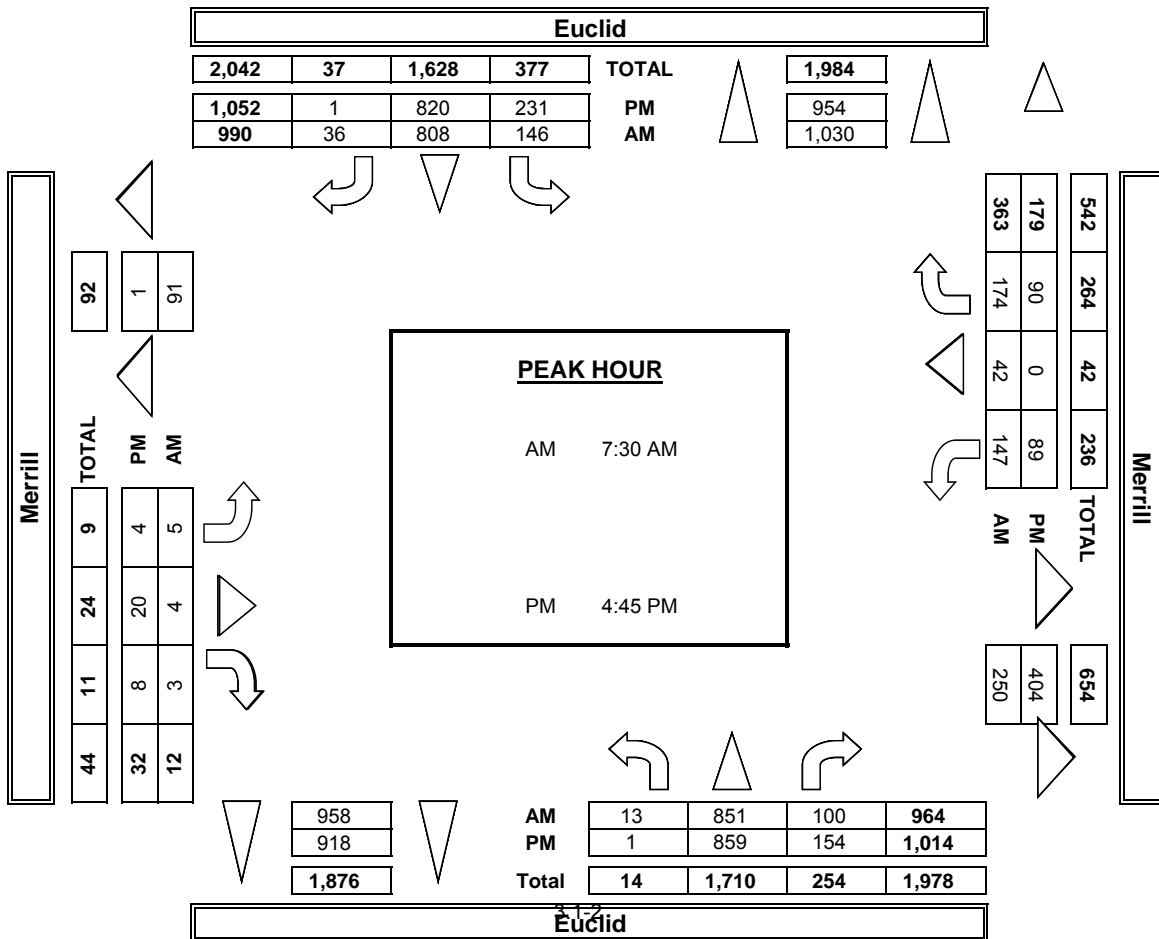 Euclid
2,042 37 1,628 377 TOTAL 1,984
1,052 1 820 231 PM 954
990 36 808 146 AM 1,030
Merrill
92
1
91
TOTAL
PM
AM
9 24 11 44
4 20 8 32
5 4 3 12
PEAK HOUR
AM 7:30 AM
PM 4:45 PM
542 264 42 236 TOTAL 654
179 90 0 89 PM 404
363 174 42 147 AM 250
Merrill
958 AM 13 851 100 964
918 PM 1 859 154 1,014
1,876 Total 14 1,710 254 1,978
3.1-2
Euclid